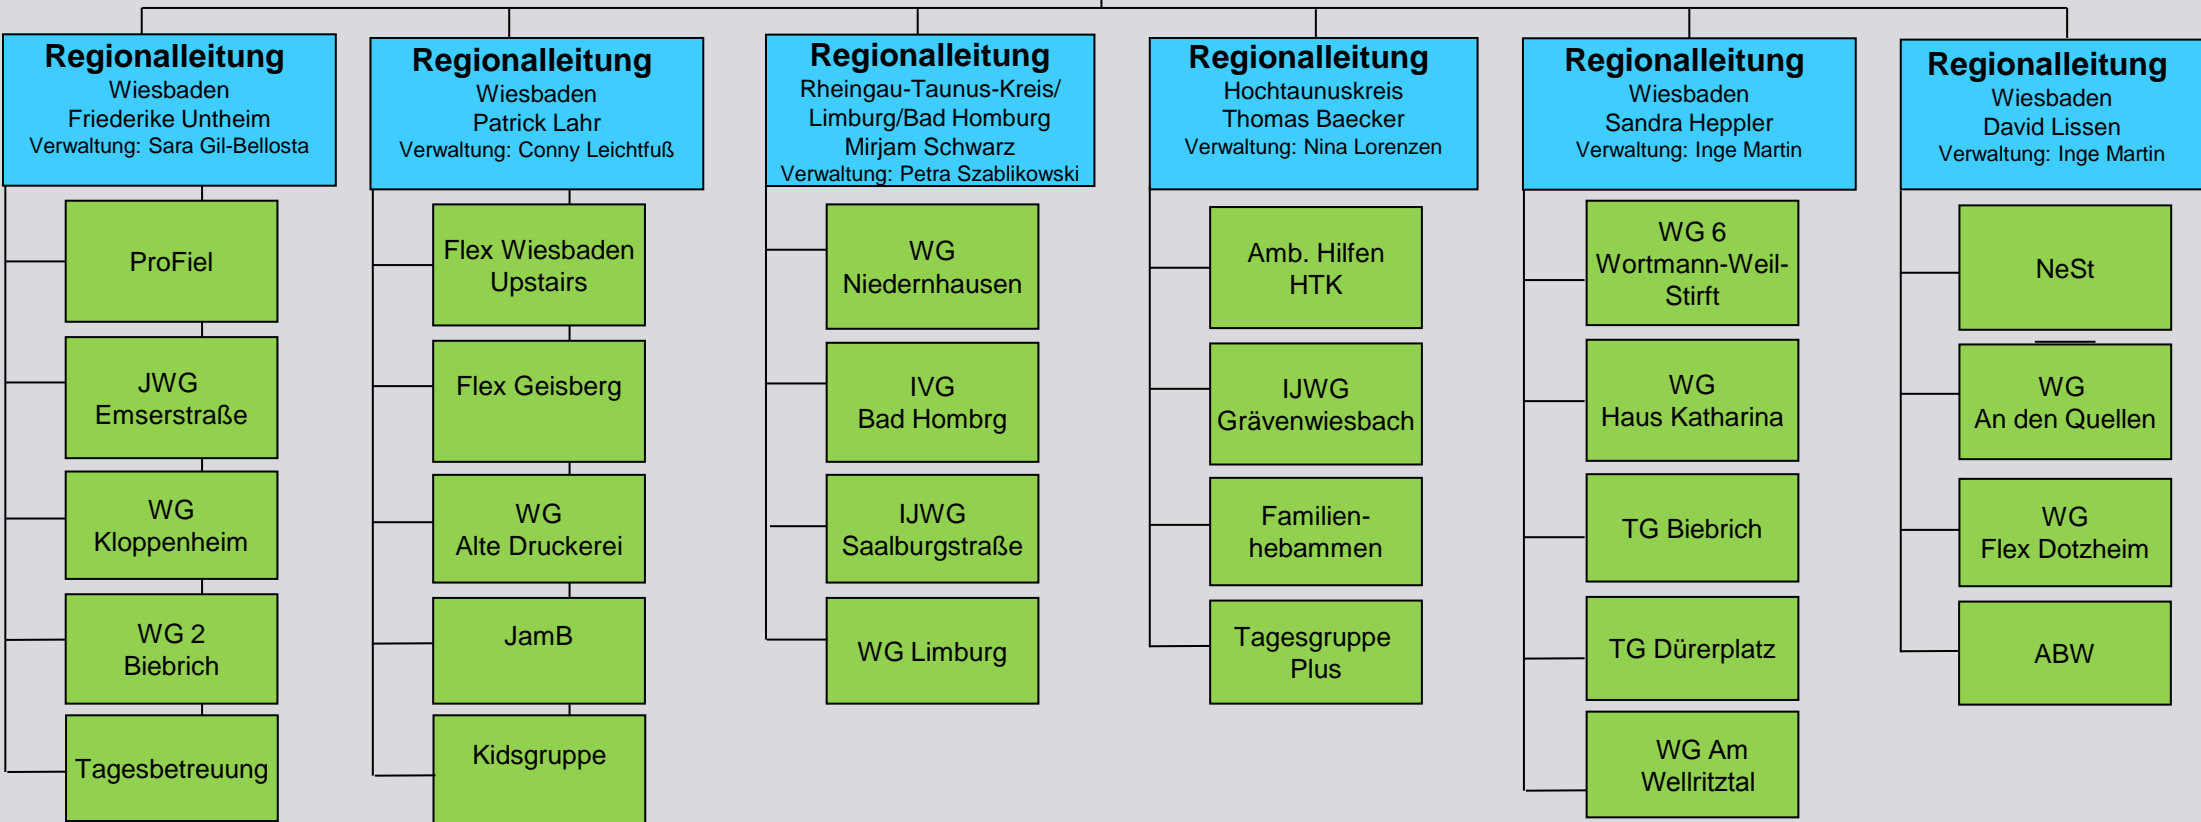 Regionalleitung
Wiesbaden
Friederike Untheim
Verwaltung: Sara Gil-Bellosta
ProFiel
JWG
Emserstraße
WG
Kloppenheim
WG 2
Biebrich
Tagesbetreuung
Regionalleitung
Wiesbaden
Patrick Lahr
Verwaltung: Conny Leichtfuß
Flex Wiesbaden
Upstairs
Flex Geisberg
WG
Alte Druckerei
JamB
Kidsgruppe
Regionalleitung
Rheingau-Taunus-Kreis/
Limburg/Bad Homburg
Mirjam Schwarz
Verwaltung: Petra Szablikowski
WG
Niedernhausen
IVG
Bad Hombrg
IJWG
Saalburgstraße
WG Limburg
Regionalleitung
Hochtaunuskreis
Thomas Baecker
Verwaltung: Nina Lorenzen
Amb. Hilfen
HTK
IJWG
Grävenwiesbach
Familien-
hebammen
Tagesgruppe
Plus
Regionalleitung
Wiesbaden
Sandra Heppler
Verwaltung: Inge Martin
WG 6
Wortmann-Weil-
Stirft
WG
Haus Katharina
TG Biebrich
TG Dürerplatz
WG Am
Wellritztal
Regionalleitung
Wiesbaden
David Lissen
Verwaltung: Inge Martin
NeSt
WG
An den Quellen
WG
Flex Dotzheim
ABW